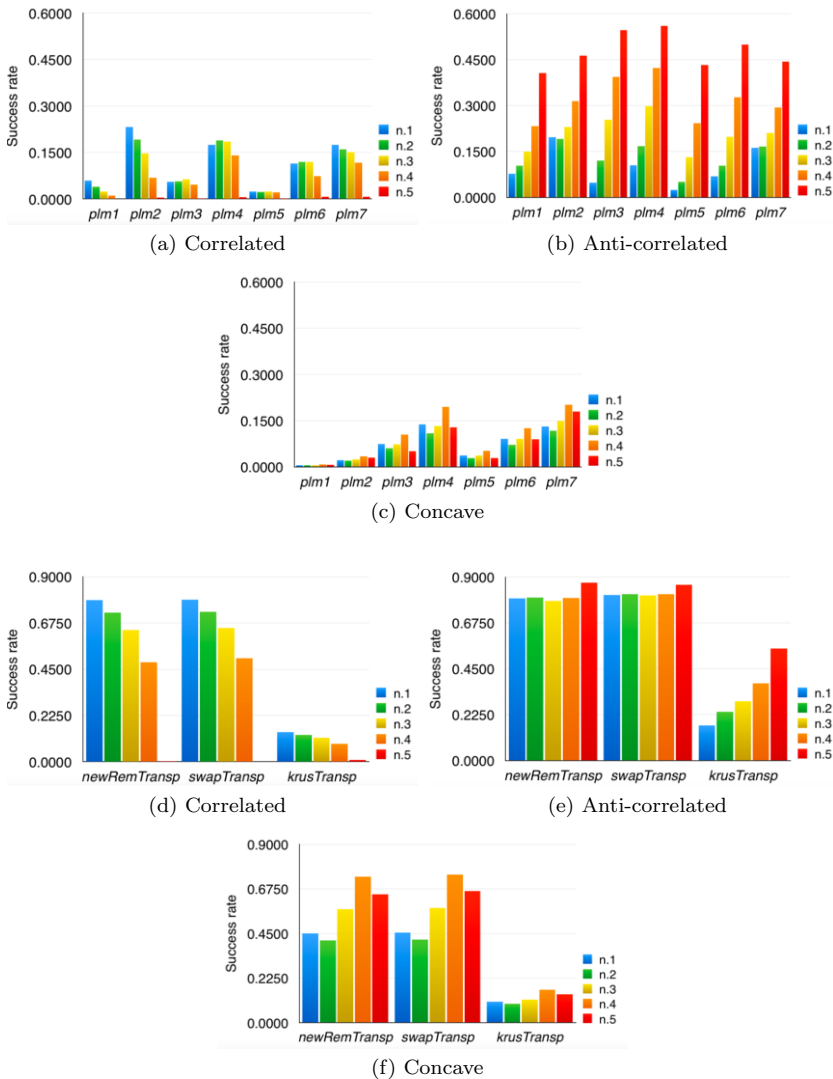 0.6000
0.4500
0.3000
0.1500
0.0000
Success rate
plm1 plm2 plm3 plm4 plm5 plm6 plm7
n.1
n.2
n.3
n.4
n.5
(a) Correlated
0.6000
0.4500
0.3000
0.1500
0.0000
Success rate
plm1 plm2 plm3 plm4 plm5 plm6 plm7
n.1
n.2
n.3
n.4
n.5
(b) Anti-correlated
0.6000
0.4500
0.3000
0.1500
0.0000
Success rate
plm1 plm2 plm3 plm4 plm5 plm6 plm7
n.1
n.2
n.3
n.4
n.5
(c) Concave
0.9000
0.6750
0.4500
0.2250
0.0000
Success rate
newRemTransp swapTransp krusTransp
n.1
n.2
n.3
n.4
n.5
(d) Correlated
0.9000
0.6750
0.4500
0.2250
0.0000
Success rate
newRemTransp swapTransp krusTransp
n.1
n.2
n.3
n.4
n.5
(e) Anti-correlated
0.9000
0.6750
0.4500
0.2250
0.0000
Success rate
newRemTransp swapTransp krusTransp
n.1
n.2
n.3
n.4
n.5
(f) Concave